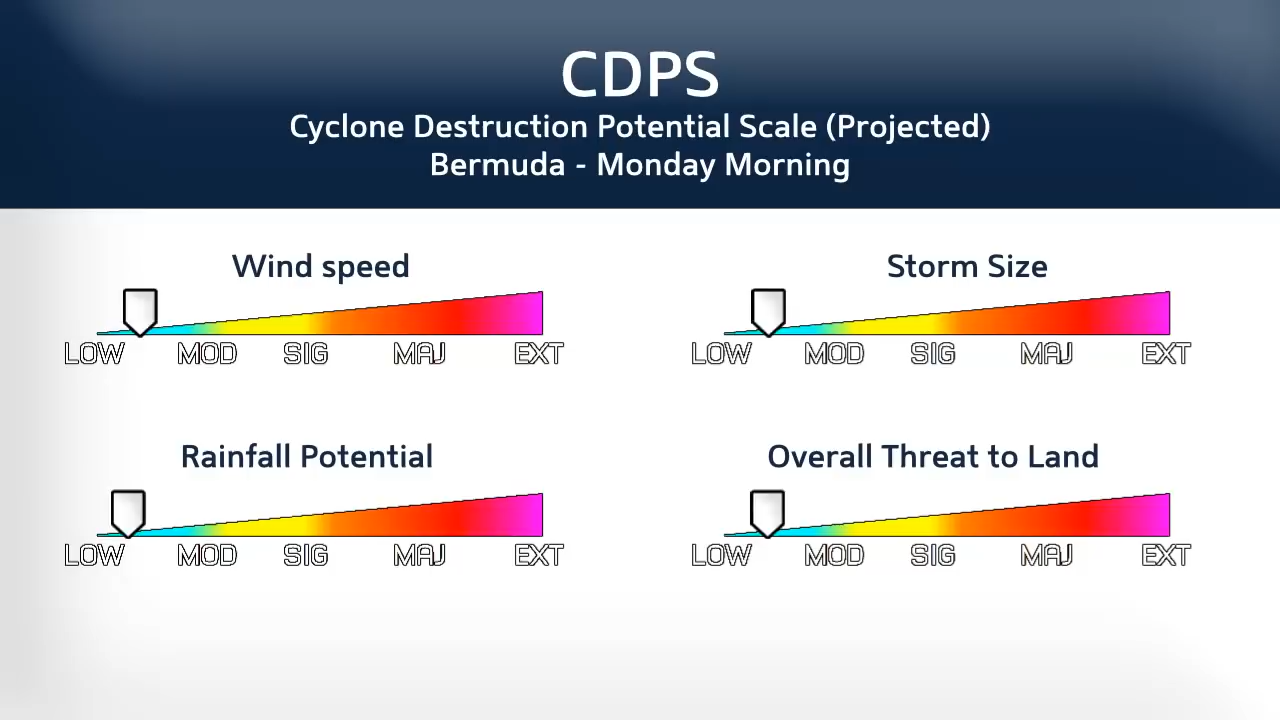 CDPS
Cyclone Destruction Potential Scale (Projected)
Bermuda - Monday Morning
Wind speed
LOW MOD SIG MAJ EXT
Storm Size
LOW MOD SIG MAJ EXT
Rainfall Potential
LOW MOD SIG MAJ EXT
Overall Threat to Land
LOW MOD SIG MAJ EXT